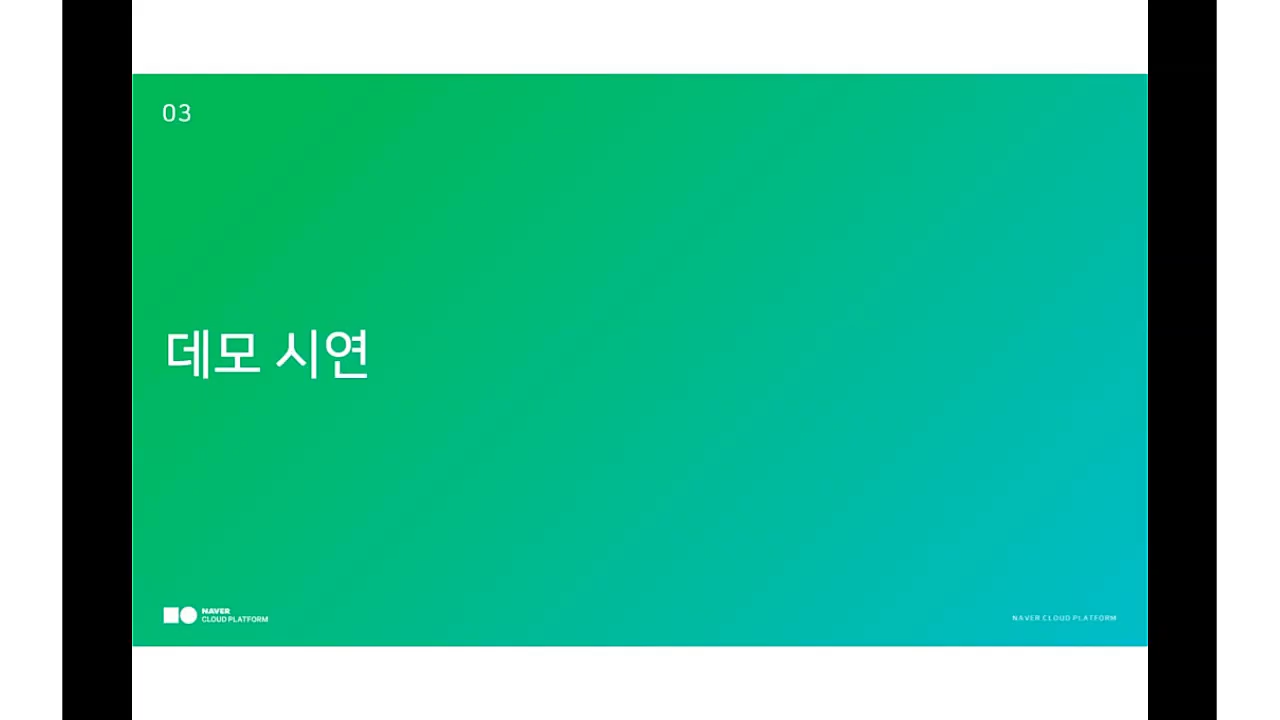 03
데모 시연
NAVER
CLOUD PLATFORM
NAVER CLOUD PLATFORM